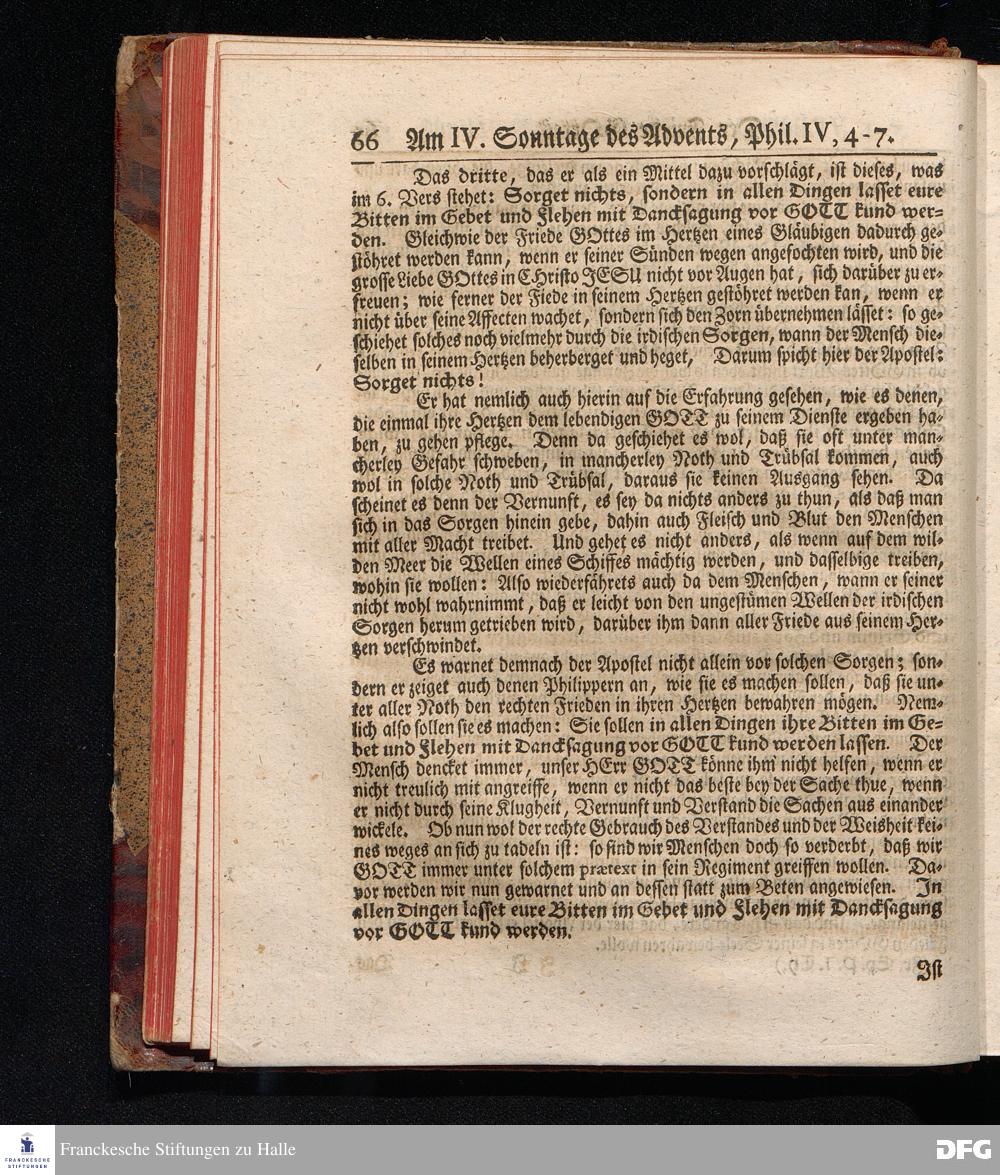 66 Am IV. Sonntage des Advents, Phil. IV, 4-7.
Das dritte, das er als ein Mittel dazu vorschlägt, ist dieses, was
im 6. Vers stehet: Sorget nichts, sondern in allen Dingen lasset eure
Bitten im Gebet und Flehen mit Dancksagung vor GOTT kund wer-
den. Gleichwie der Friede GOttes im Hertzen eines Gläubigen dadurch ge-
stöhret werden kann, wenn er seiner Sünden wegen angefochten wird, und die
grosse Liebe GOttes in CHristo JESU nicht vor Augen hat, sich darüber zu er-
freuen; wie ferner der Fiede in seinem Hertzen gestöhret werden kan, wenn er
nicht über seine Affecten wachet, sondern sich den Zorn übernehmen lässet: so ge-
schiehet solches noch vielmehr durch die irdischen Sorgen, wann der Mensch die-
selben in seinem Hertzen beherberget und heget, Darum spicht hier der Apostel:
Sorget nichts!
Er hat nemlich auch hierin auf die Erfahrung gesehen, wie es denen,
die einmal ihre Hertzen dem lebendigen GOTT zu seinem Dienste ergeben ha-
ben, zu gehen pflege. Denn da geschiehet es wol, daß sie oft unter man-
cherley Gefahr schweben, in mancherley Noth und Trübsal kommen, auch
wol in solche Noth und Trübsal, daraus sie keinen Ausgang sehen. Da
scheinet es denn der Vernunft, es sey da nichts anders zu thun, als daß man
sich in das Sorgen hinein gebe, dahin auch Fleisch und Blut den Menschen
mit aller Macht treibet. Und gehet es nicht anders, als wenn auf dem wil-
den Meer die Wellen eines Schiffes mächtig werden, und dasselbige treiben,
wohin sie wollen: Also wiederfährets auch da dem Menschen, wann er seiner
nicht wohl wahrnimmt, daß er leicht von den ungestümen Wellen der irdischen
Sorgen herum getrieben wird, darüber ihm dann aller Friede aus seinem Her-
tzen verschwindet.
Es warnet demnach der Apostel nicht allein vor solchen Sorgen; son-
dern er zeiget auch denen Philippern an, wie sie es machen sollen, daß sie un-
ter aller Noth den rechten Frieden in ihren Hertzen bewahren mögen. Nem-
lich also sollen sie es machen: Sie sollen in allen Dingen ihre Bitten im Ge-
bet und Flehen mit Dancksagung vor GOTT kund werden lassen. Der
Mensch dencket immer, unser HErr GOTT könne ihm nicht helfen, wenn er
nicht treulich mit angreiffe, wenn er nicht das beste bey der Sache thue, wenn
er nicht durch seine Klugheit, Vernunft und Verstand die Sachen aus einander
wickele. Ob nun wol der rechte Gebrauch des Verstandes und der Weisheit kei-
nes weges an sich zu tadeln ist: so sind wir Menschen doch so verderbt, daß wir
GOTT immer unter solchem prætext in sein Regiment greiffen wollen. Da-
vor werden wir nun gewarnet und an dessen statt zum Beten angewiesen. In
allen Dingen lasset eure Bitten im Gebet und Flehen mit Dancksagung
vor GOTT kund werden.
Ist
FRANCKESCHE
STIFTUNGEN
Franckesche Stiftungen zu Halle
DFG